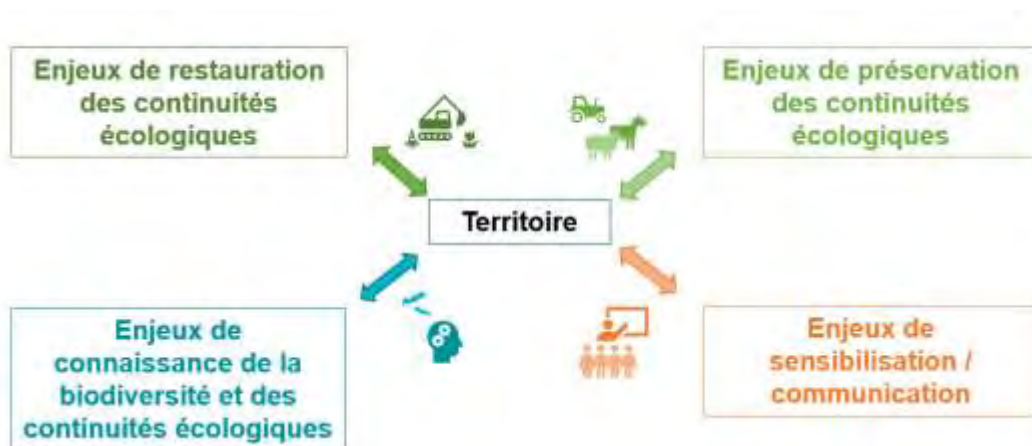 Enjeux de restauration
des continuités
écologiques
Enjeux de préservation
des continuités
écologiques
Territoire
Enjeux de
connaissance de la
biodiversité et des
continuités écologiques
Enjeux de
sensibilisation /
communication